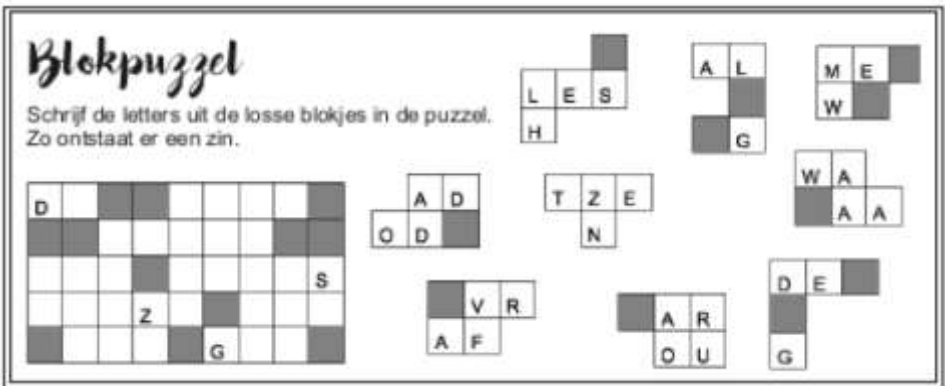 Blokpuzzel
Schrijf de letters uit de losse blokjes in de puzzel.
Zo ontstaat er een zin.
L E S
H
A L
G
M E
W
D
S
Z
G
A D
O D
T Z E
N
W A
A A
V R
A F
A R
O U
D E
G